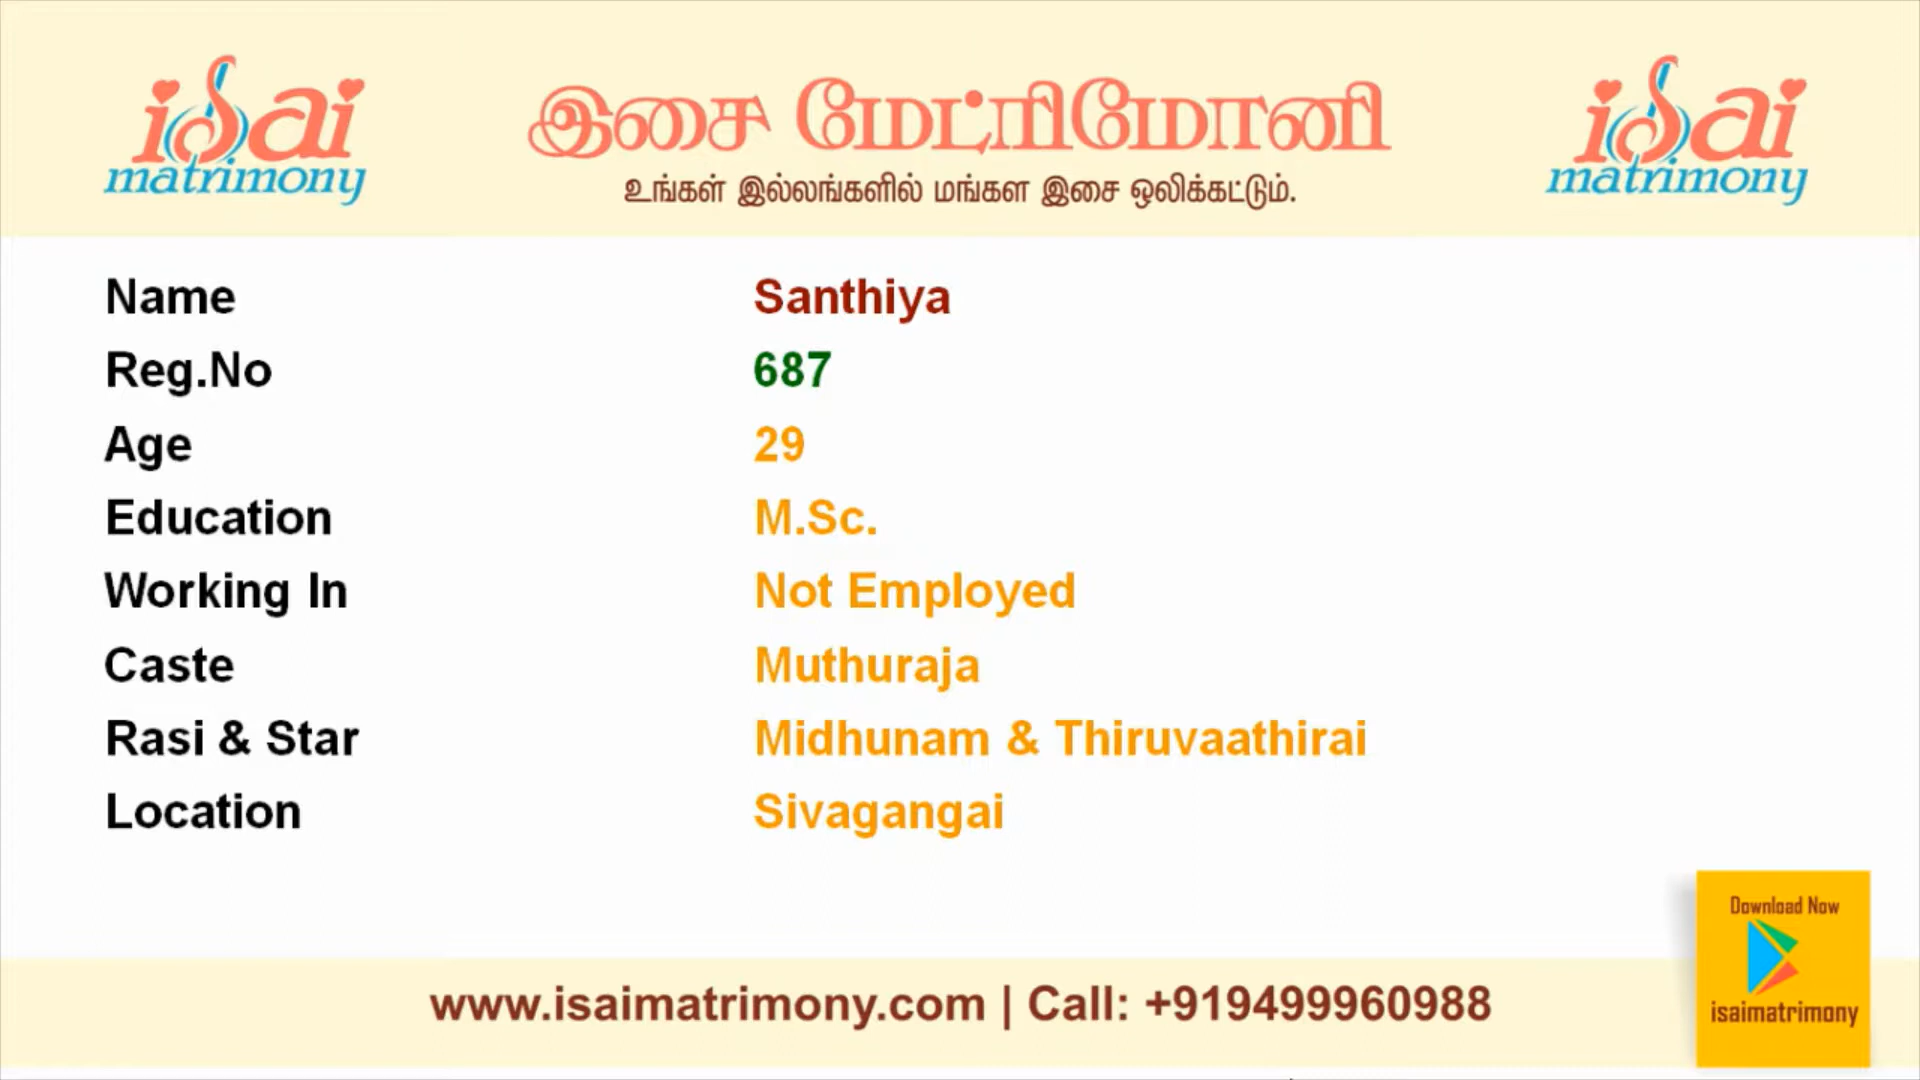 isai
matrimony
இசை மேட்ரிமோனி
உங்கள் இல்லங்களில் மங்கள இசை ஒலிக்கட்டும்.
isai
matrimony
Name Santhiya
Reg.No 687
Age 29
Education M.Sc.
Working In Not Employed
Caste Muthuraja
Rasi & Star Midhunam & Thiruvaathirai
Location Sivagangai
Download Now
isaimatrimony
www.isaimatrimony.com | Call: +919499960988